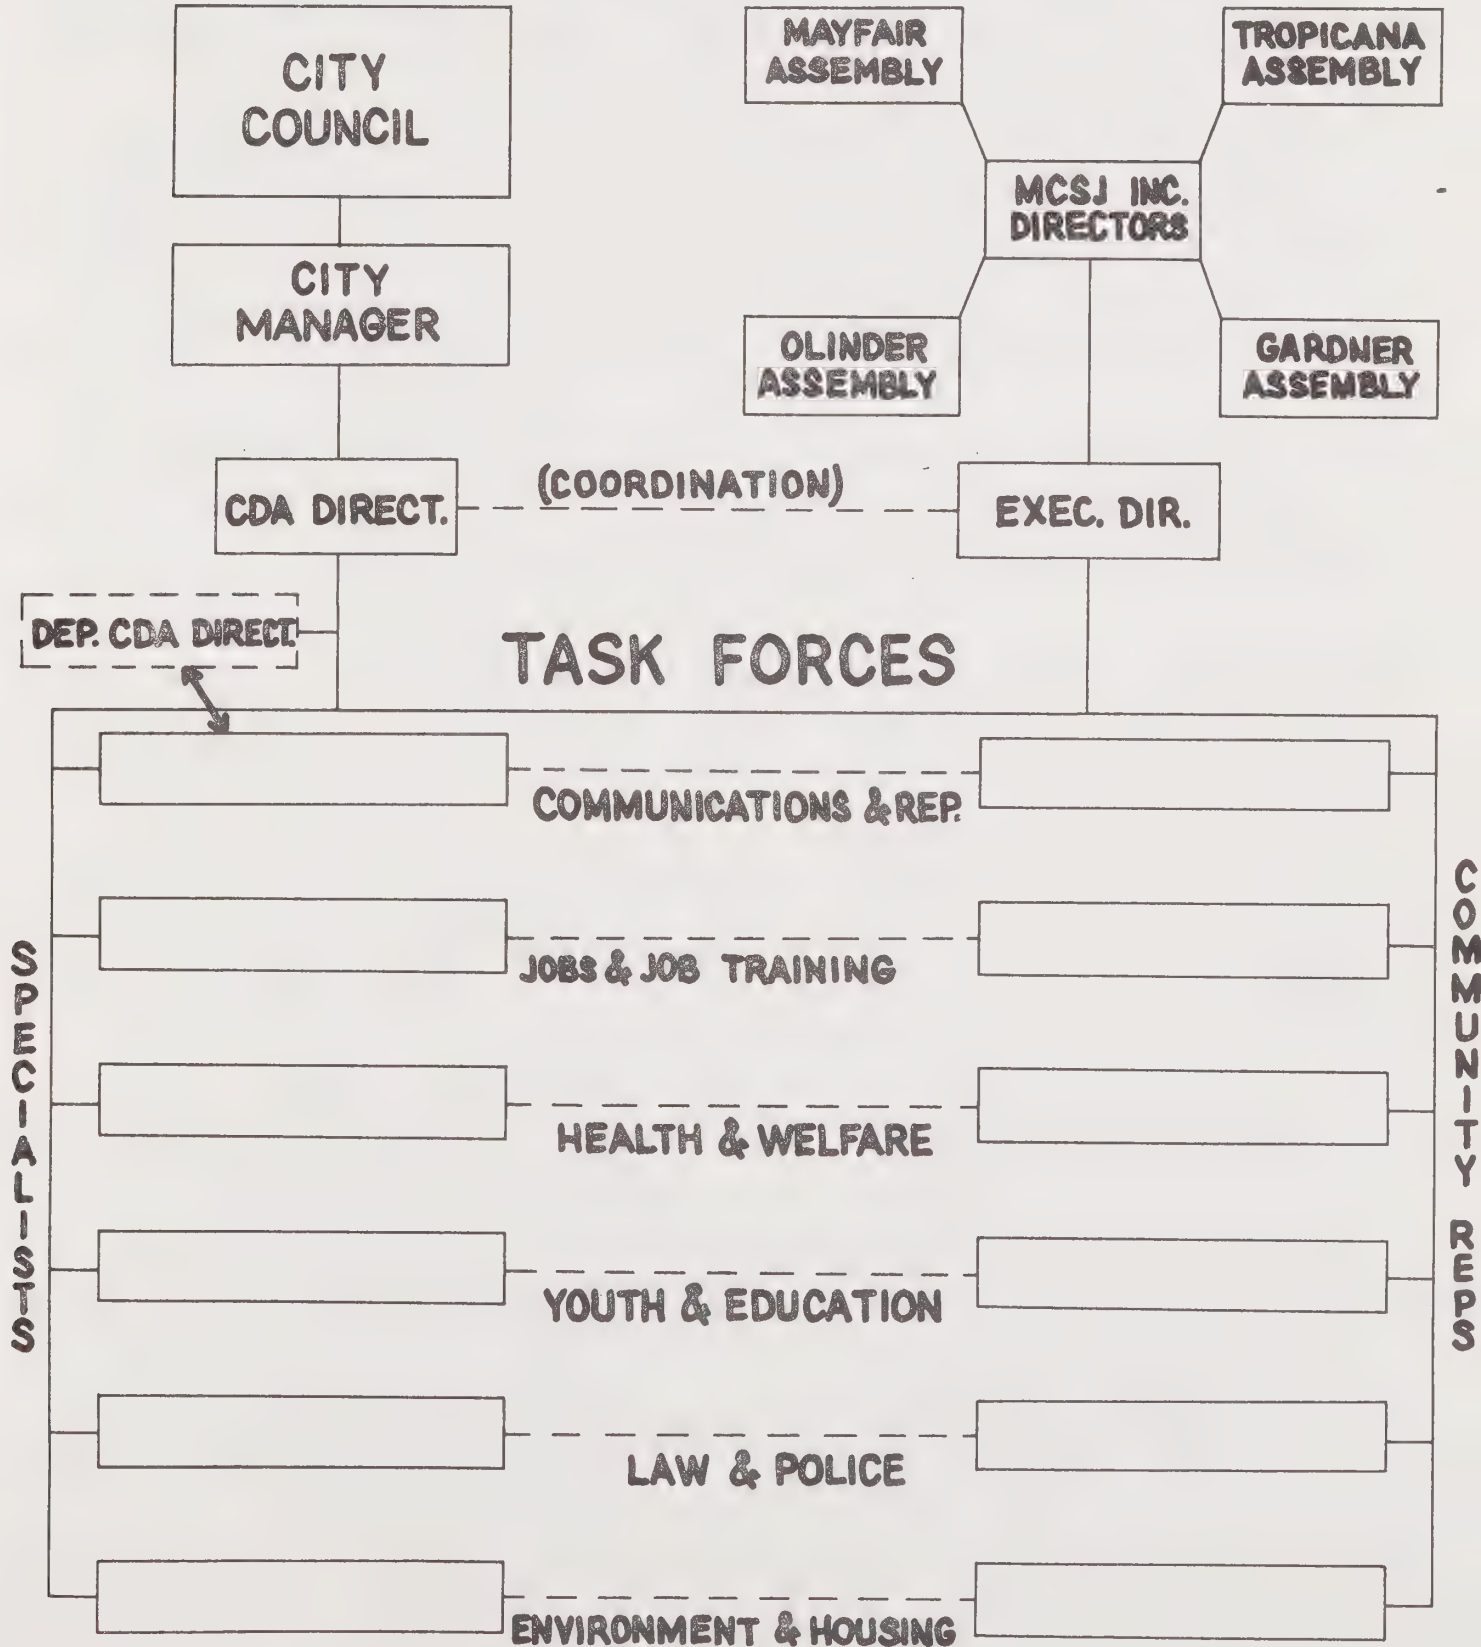 CITY
COUNCIL
MAYFAIR
ASSEMBLY
TROPICANA
ASSEMBLY
MCSJ INC.
DIRECTORS
CITY
MANAGER
OLINDER
ASSEMBLY
GARDNER
ASSEMBLY
CDA DIRECT.
(COORDINATION)
EXEC. DIR.
DEP. CDA DIRECT.
TASK FORCES
COMMUNICATIONS & REP.
JOBS & JOB TRAINING
HEALTH & WELFARE
YOUTH & EDUCATION
LAW & POLICE
ENVIRONMENT & HOUSING
SPECIALISTS
COMMUNITY REPS